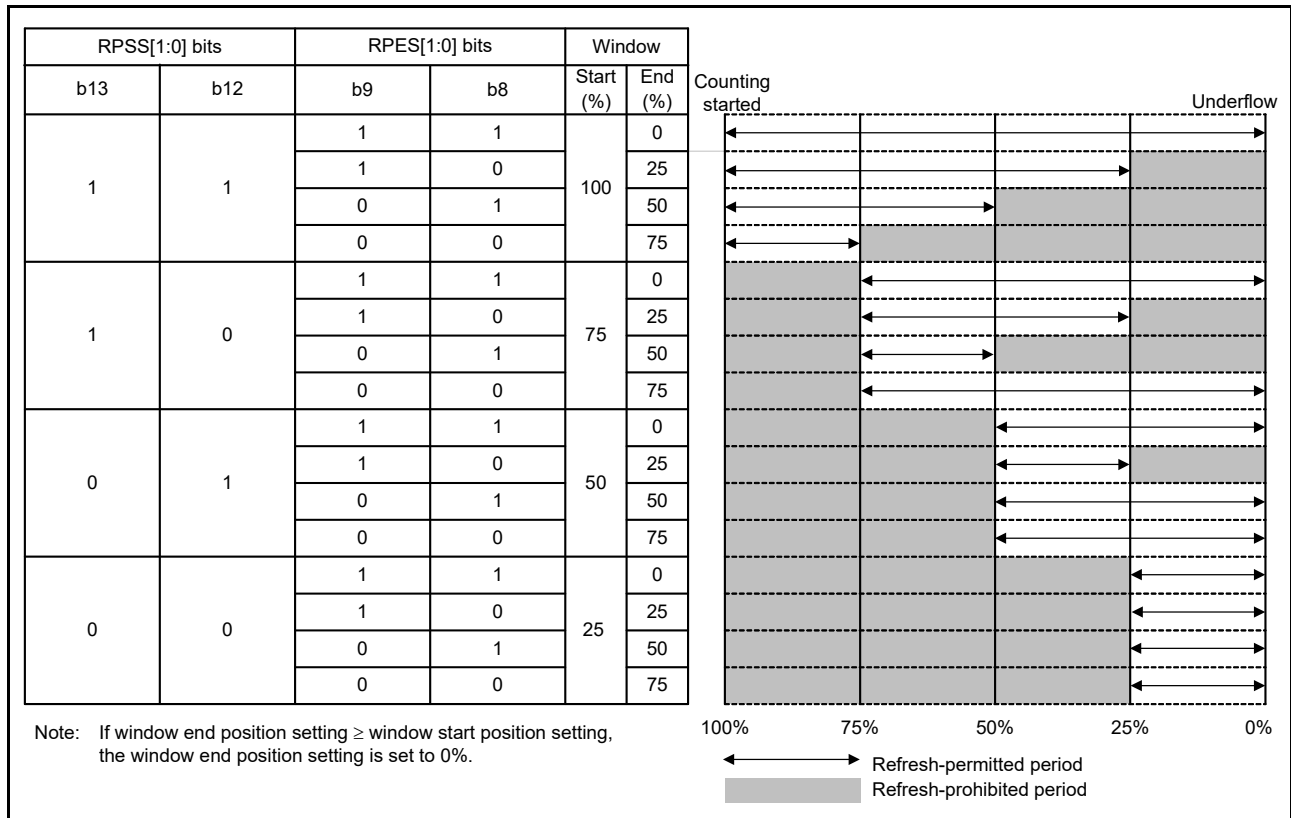 RPSS[1:0] bits RPES[1:0] bits Window
b13 b12 b9 b8 Start (%) End (%)
Counting started Underflow
1 1 1 1 100 0
1 0 25
0 1 50
0 0 75
1 0 1 1 75 0
1 0 25
0 1 50
0 0 75
0 1 1 1 50 0
1 0 25
0 1 50
0 0 75
0 0 1 1 25 0
1 0 25
0 1 50
0 0 75
100% 75% 50% 25% 0%
Note: If window end position setting ≥ window start position setting,
the window end position setting is set to 0%.
Refresh-permitted period
Refresh-prohibited period